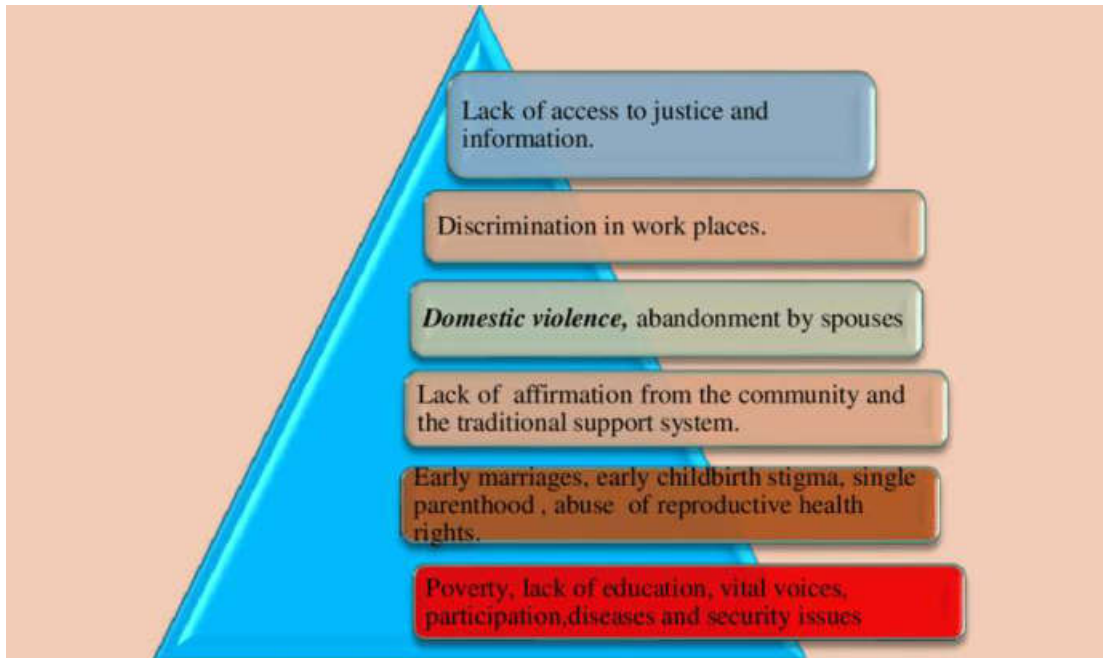 Lack of access to justice and
information.
Discrimination in work places.
Domestic violence, abandonment by spouses
Lack of affirmation from the community and
the traditional support system.
Early marriages, early childbirth stigma, single
parenthood , abuse of reproductive health
rights.
Poverty, lack of education, vital voices,
participation,diseases and security issues